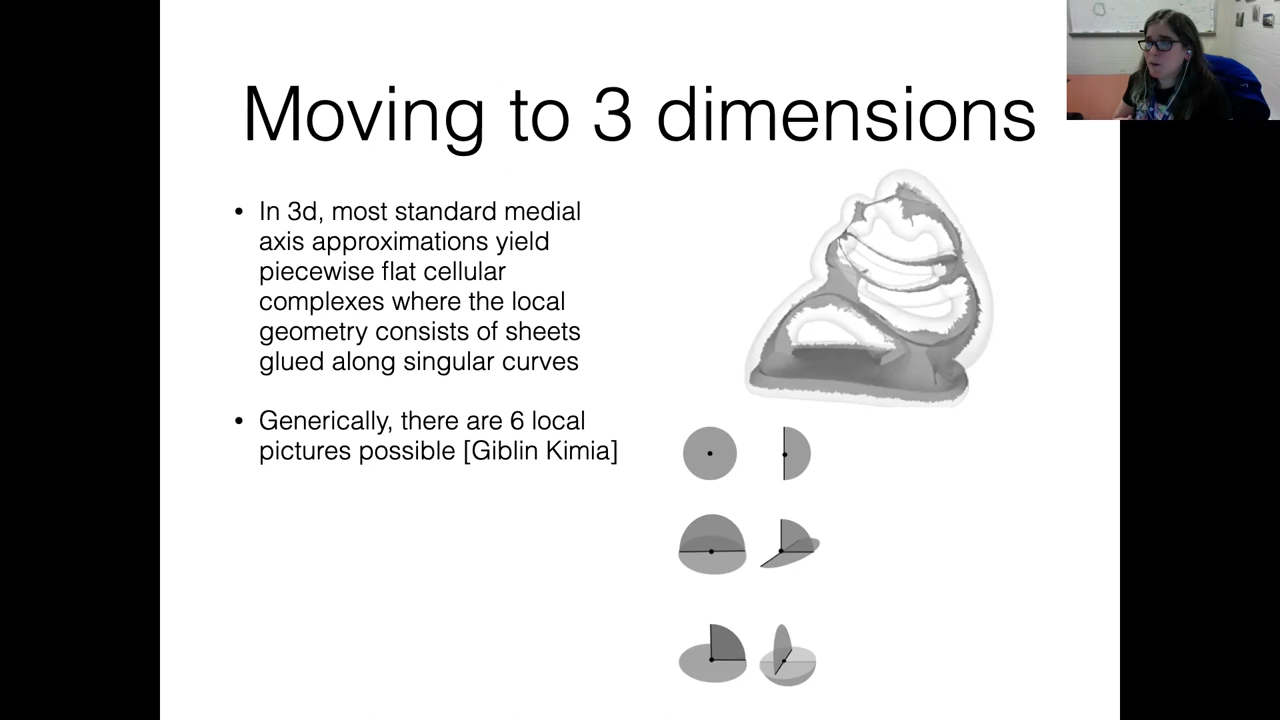 Moving to 3 dimensions
• In 3d, most standard medial
axis approximations yield
piecewise flat cellular
complexes where the local
geometry consists of sheets
glued along singular curves
• Generically, there are 6 local
pictures possible [Giblin Kimia]